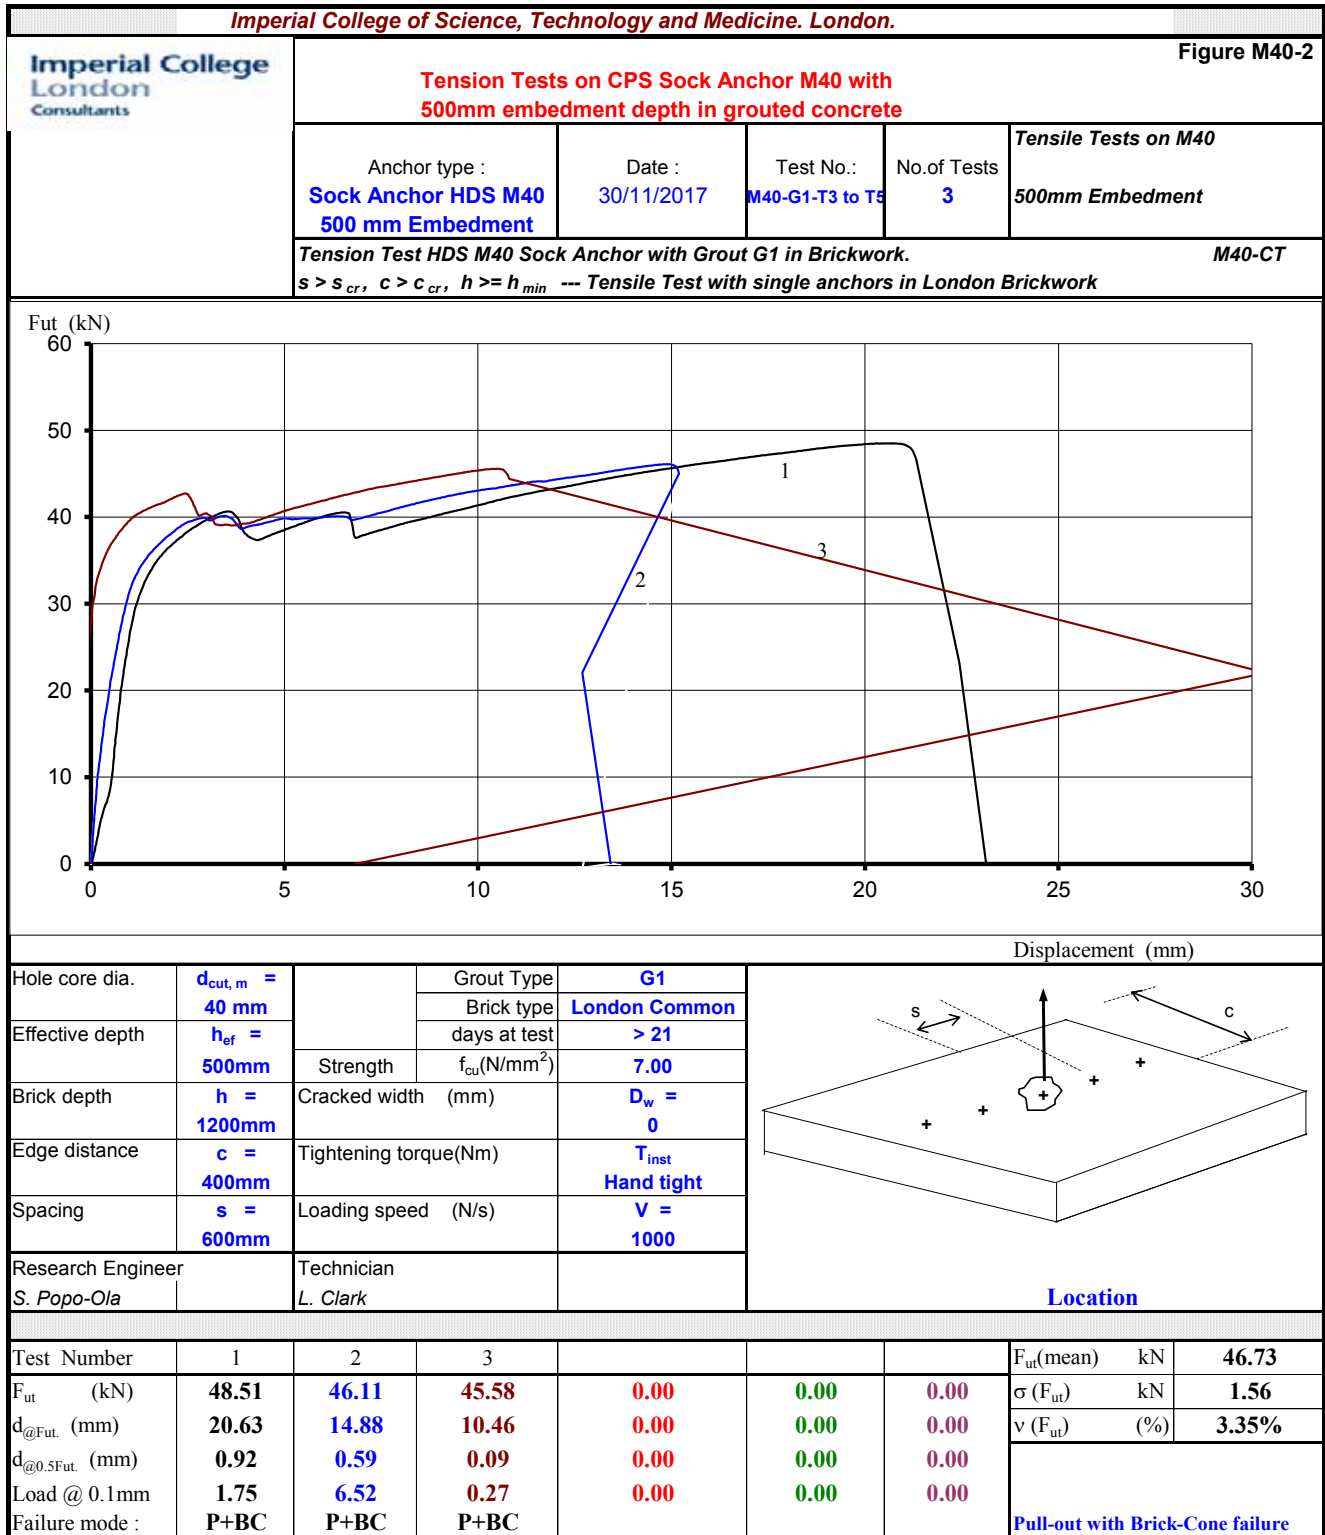 Imperial College of Science, Technology and Medicine. London.
Imperial College
London
Consultants
Figure M40-2
Tension Tests on CPS Sock Anchor M40 with
500mm embedment depth in grouted concrete
Anchor type :
Sock Anchor HDS M40
500 mm Embedment
Date :
30/11/2017
Test No.:
M40-G1-T3 to T5
No.of Tests
3
Tensile Tests on M40
500mm Embedment
Tension Test HDS M40 Sock Anchor with Grout G1 in Brickwork. M40-CT
s > s cr , c > c cr , h >= h min --- Tensile Test with single anchors in London Brickwork
Fut (kN)
60
50
40
30
20
10
0
1
2
3
0 5 10 15 20 25 30
Displacement (mm)
Hole core dia. dcut, m = Grout Type G1
40 mm Brick type London Common
Effective depth hef = days at test > 21
500mm Strength fcu(N/mm2) 7.00
Brick depth h = Cracked width (mm) Dw =
1200mm 0
Edge distance c = Tightening torque(Nm) Tinst
400mm Hand tight
Spacing s = Loading speed (N/s) V =
600mm 1000
Research Engineer Technician
S. Popo-Ola L. Clark
s
c
Location
Test Number 1 2 3 Fut(mean) kN 46.73
Fut (kN) 48.51 46.11 45.58 0.00 0.00 0.00 σ (Fut) kN 1.56
d@Fut. (mm) 20.63 14.88 10.46 0.00 0.00 0.00 ν (Fut) (%) 3.35%
d@0.5Fut. (mm) 0.92 0.59 0.09 0.00 0.00 0.00
Load @ 0.1mm 1.75 6.52 0.27 0.00 0.00 0.00
Failure mode : P+BC P+BC P+BC Pull-out with Brick-Cone failure